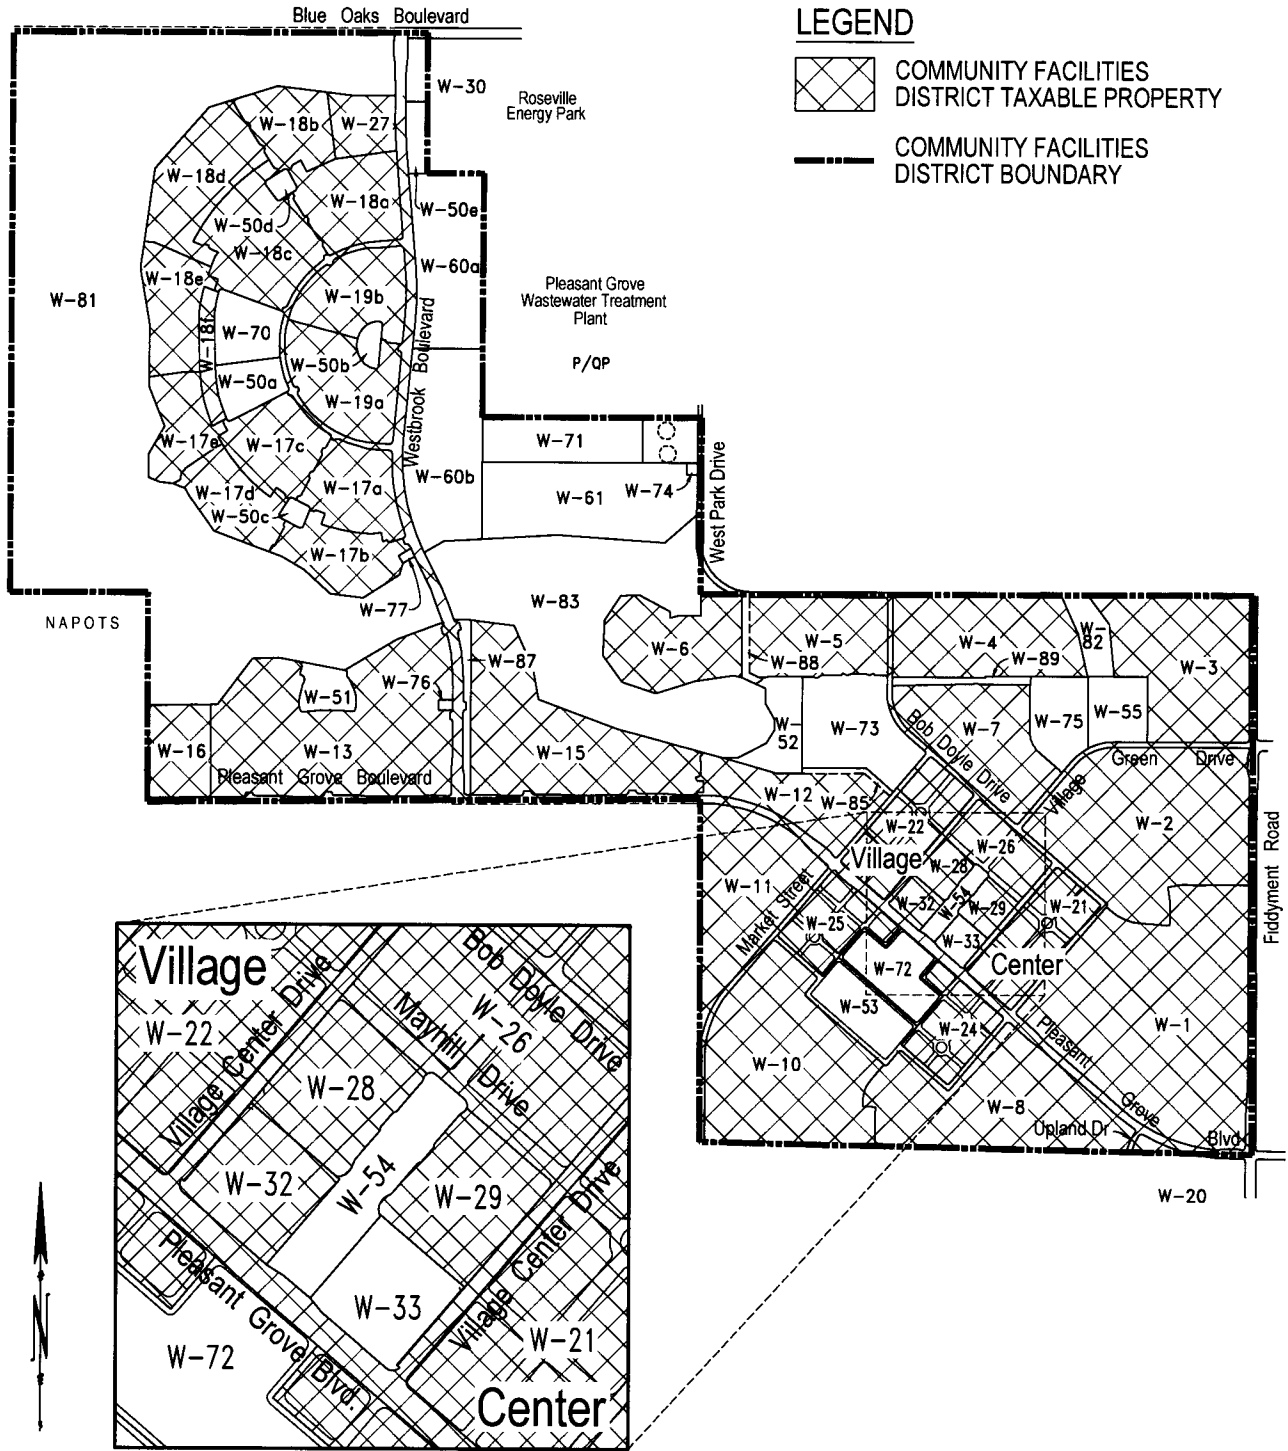 Blue Oaks Boulevard
LEGEND
COMMUNITY FACILITIES
DISTRICT TAXABLE PROPERTY
COMMUNITY FACILITIES
DISTRICT BOUNDARY
W-30
Roseville
Energy Park
W-18b
W-27
W-18d
W-18a
W-50e
W-50d
W-18c
W-60a
W-18e
W-81
W-19b
Pleasant Grove
Wastewater Treatment
Plant
P/QP
W-18f
W-70
W-50b
W-50a
W-19a
Westbrook Boulevard
W-17e
W-17c
W-71
W-60b
W-17a
W-17d
W-61
W-74
West Park Drive
W-50c
W-17b
W-77
W-83
NAPOTS
W-6
W-5
W-4
W-82
W-3
W-88
W-89
W-87
W-76
W-51
W-52
W-73
W-7
W-75
W-55
W-16
W-13
W-15
Bob Doyle Drive
Village Green Drive
Pleasant Grove Boulevard
W-12
W-85
W-22
W-26
W-2
Fiddyment Road
Village
W-28
W-11
Market Street
W-32
W-54
W-29
W-21
W-25
W-33
W-72
Center
W-53
W-24
W-1
W-10
W-8
Pleasant Grove Blvd
Upland Dr
W-20
Village
Bob Doyle Drive
W-22
Village Center Drive
Mayhill Drive
W-26
W-28
W-32
W-54
W-29
Pleasant Grove Blvd.
Village Center Drive
W-33
W-21
W-72
Center
N